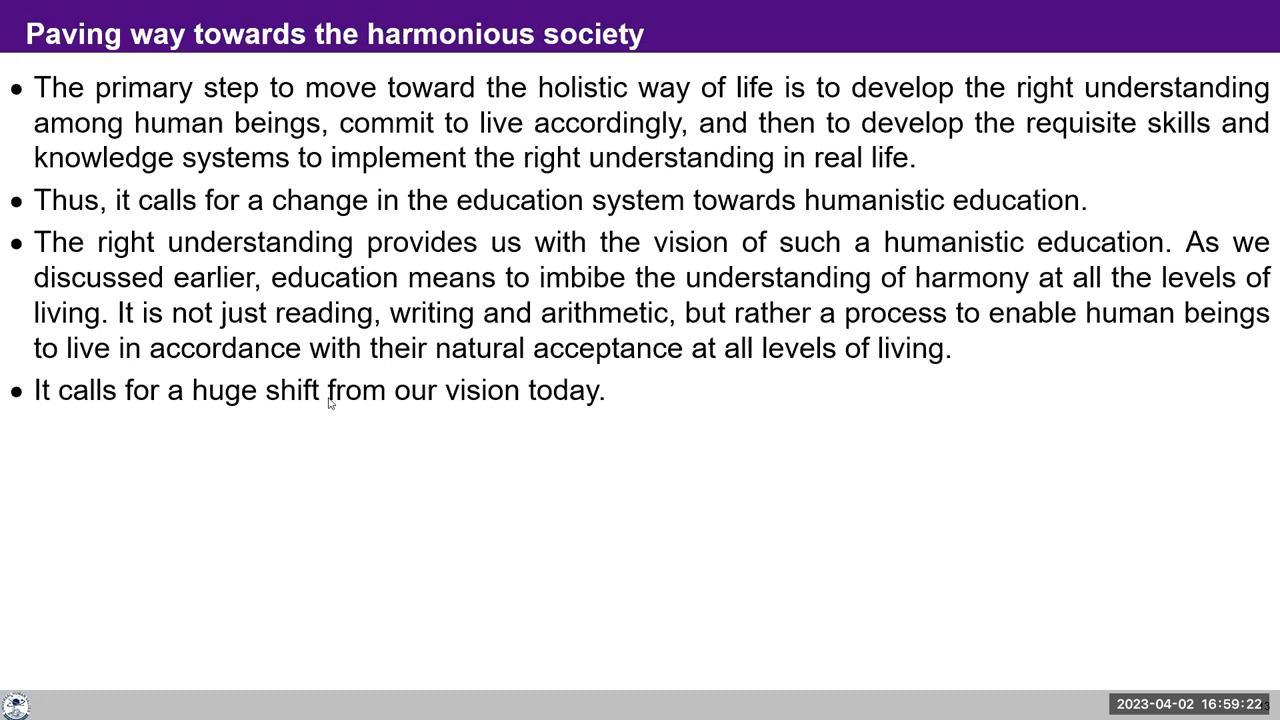 Paving way towards the harmonious society
• The primary step to move toward the holistic way of life is to develop the right understanding
among human beings, commit to live accordingly, and then to develop the requisite skills and
knowledge systems to implement the right understanding in real life.
• Thus, it calls for a change in the education system towards humanistic education.
• The right understanding provides us with the vision of such a humanistic education. As we
discussed earlier, education means to imbibe the understanding of harmony at all the levels of
living. It is not just reading, writing and arithmetic, but rather a process to enable human beings
to live in accordance with their natural acceptance at all levels of living.
• It calls for a huge shift from our vision today.
2023-04-02 16:59:22